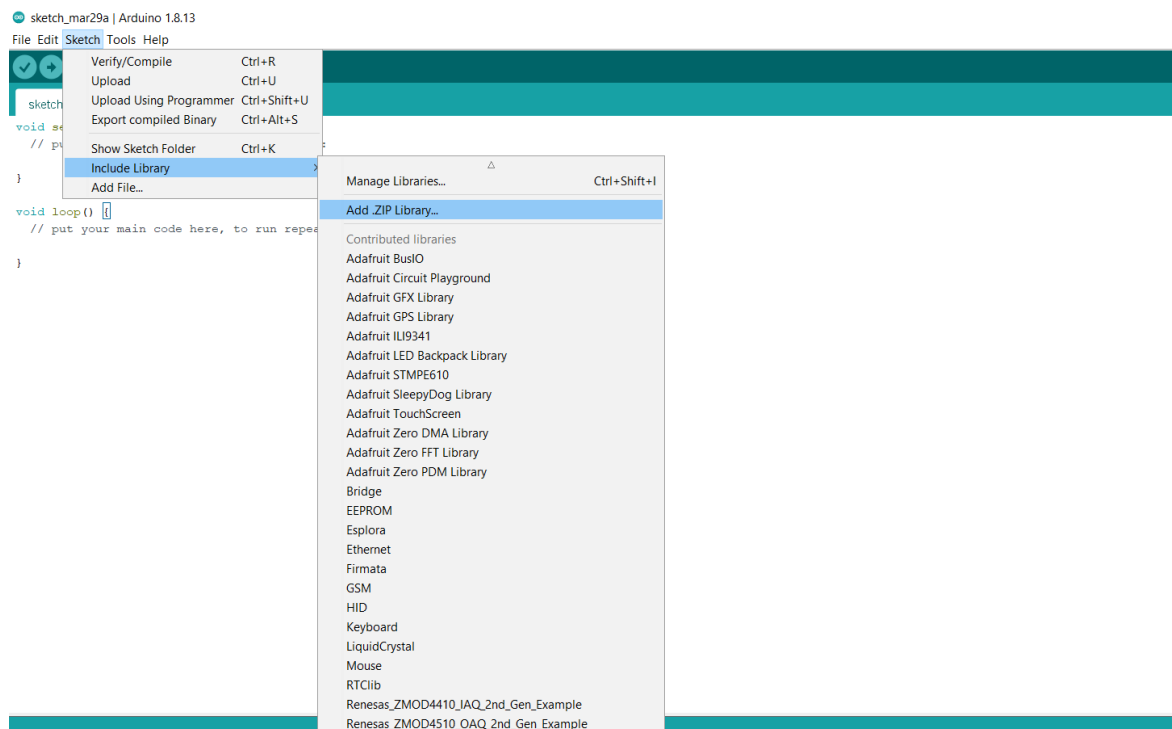 sketch_mar29a | Arduino 1.8.13
File Edit Sketch Tools Help
Verify/Compile Ctrl+R
Upload Ctrl+U
Upload Using Programmer Ctrl+Shift+U
Export compiled Binary Ctrl+Alt+S
Show Sketch Folder Ctrl+K
Include Library
Add File...
sketch
void se
// pu
}
void loop() {
// put your main code here, to run repea
}
Manage Libraries... Ctrl+Shift+I
Add .ZIP Library...
Contributed libraries
Adafruit BusIO
Adafruit Circuit Playground
Adafruit GFX Library
Adafruit GPS Library
Adafruit ILI9341
Adafruit LED Backpack Library
Adafruit STMPE610
Adafruit SleepyDog Library
Adafruit TouchScreen
Adafruit Zero DMA Library
Adafruit Zero FFT Library
Adafruit Zero PDM Library
Bridge
EEPROM
Esplora
Ethernet
Firmata
GSM
HID
Keyboard
LiquidCrystal
Mouse
RTClib
Renesas_ZMOD4410_IAQ_2nd_Gen_Example
Renesas_ZMOD4510_OAQ_2nd_Gen_Example